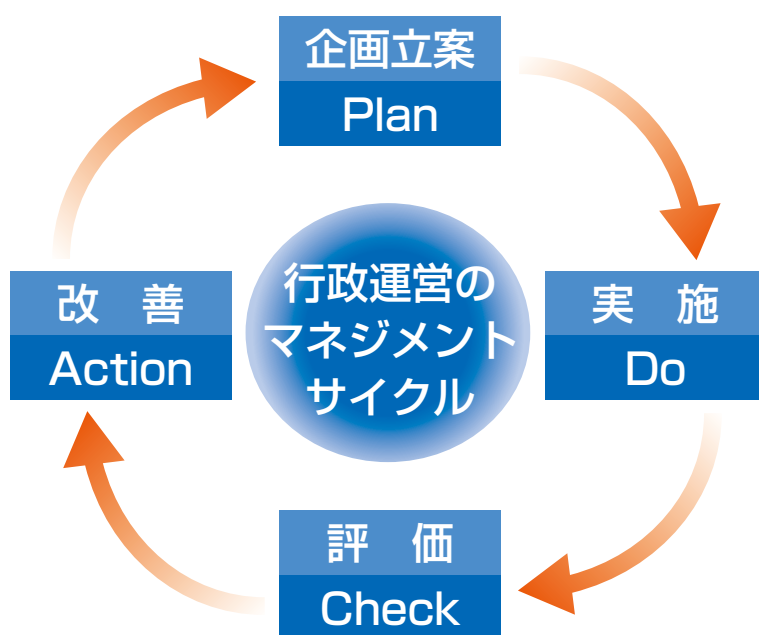 企画立案
Plan
行政運営の
マネジメント
サイクル
改　善
Action
実　施
Do
評　価
Check